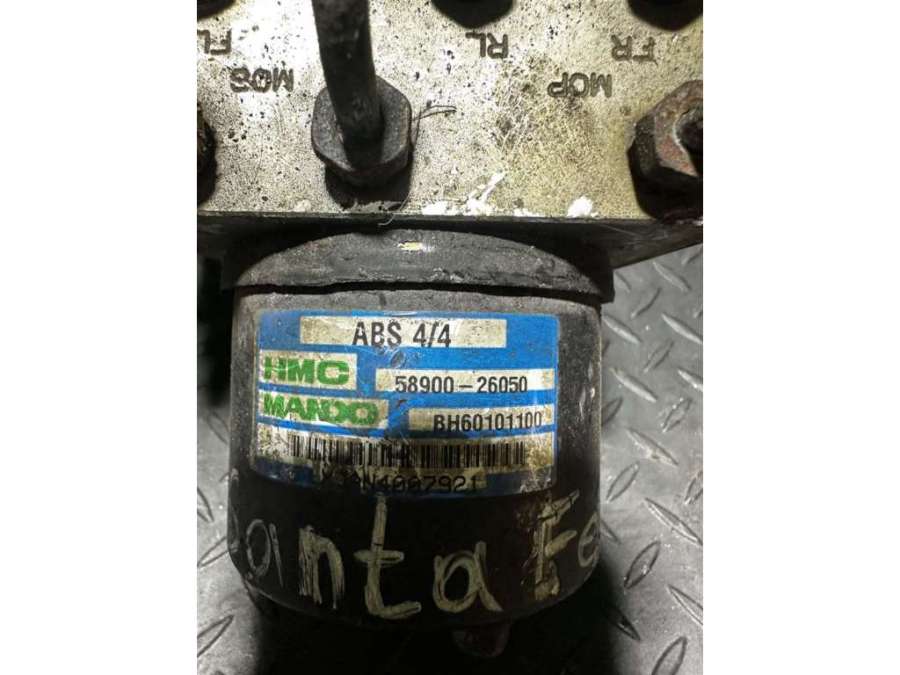 FL RL FR
MOS MOP
ABS 4/4
HMC 58900-26050
MANDO BH60101100
Santa Fe